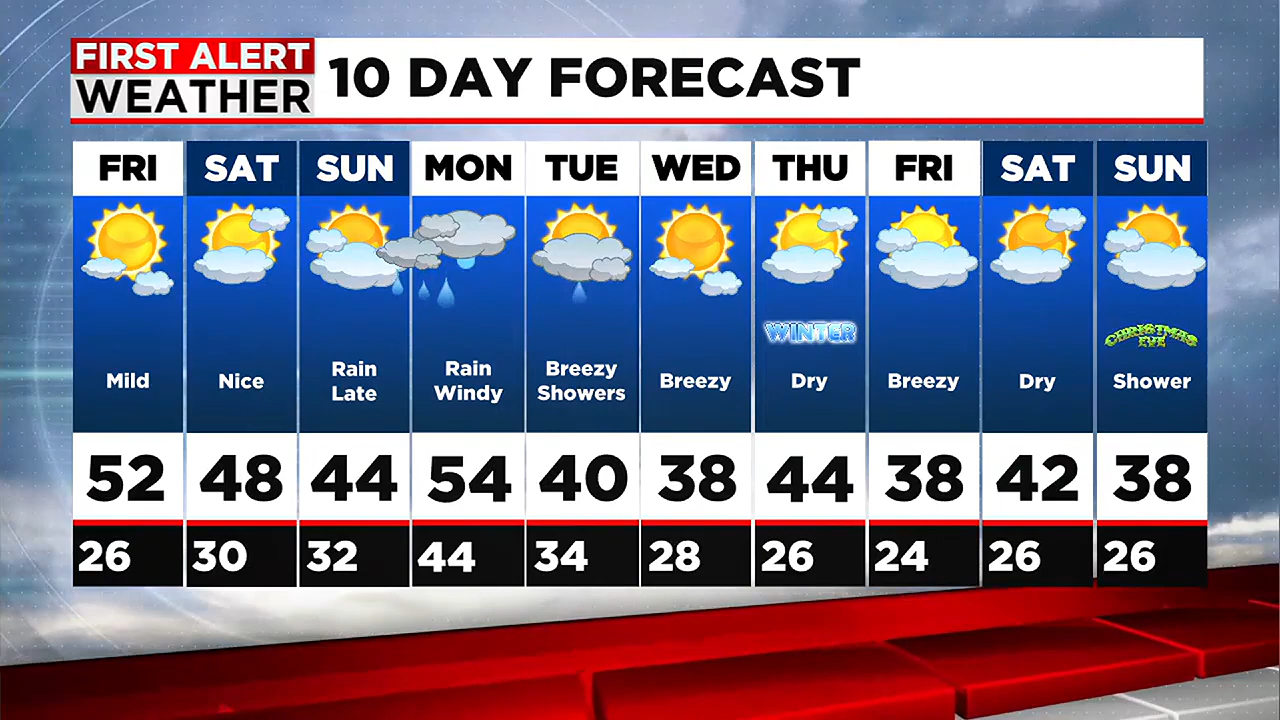 FIRST ALERT
WEATHER
10 DAY FORECAST
FRI SAT SUN MON TUE WED THU FRI SAT SUN
WINTER CHRISTMAS
EVE
Mild Nice Rain Rain Breezy Breezy Dry Breezy Dry Shower
Late Windy Showers
52 48 44 54 40 38 44 38 42 38
26 30 32 44 34 28 26 24 26 26